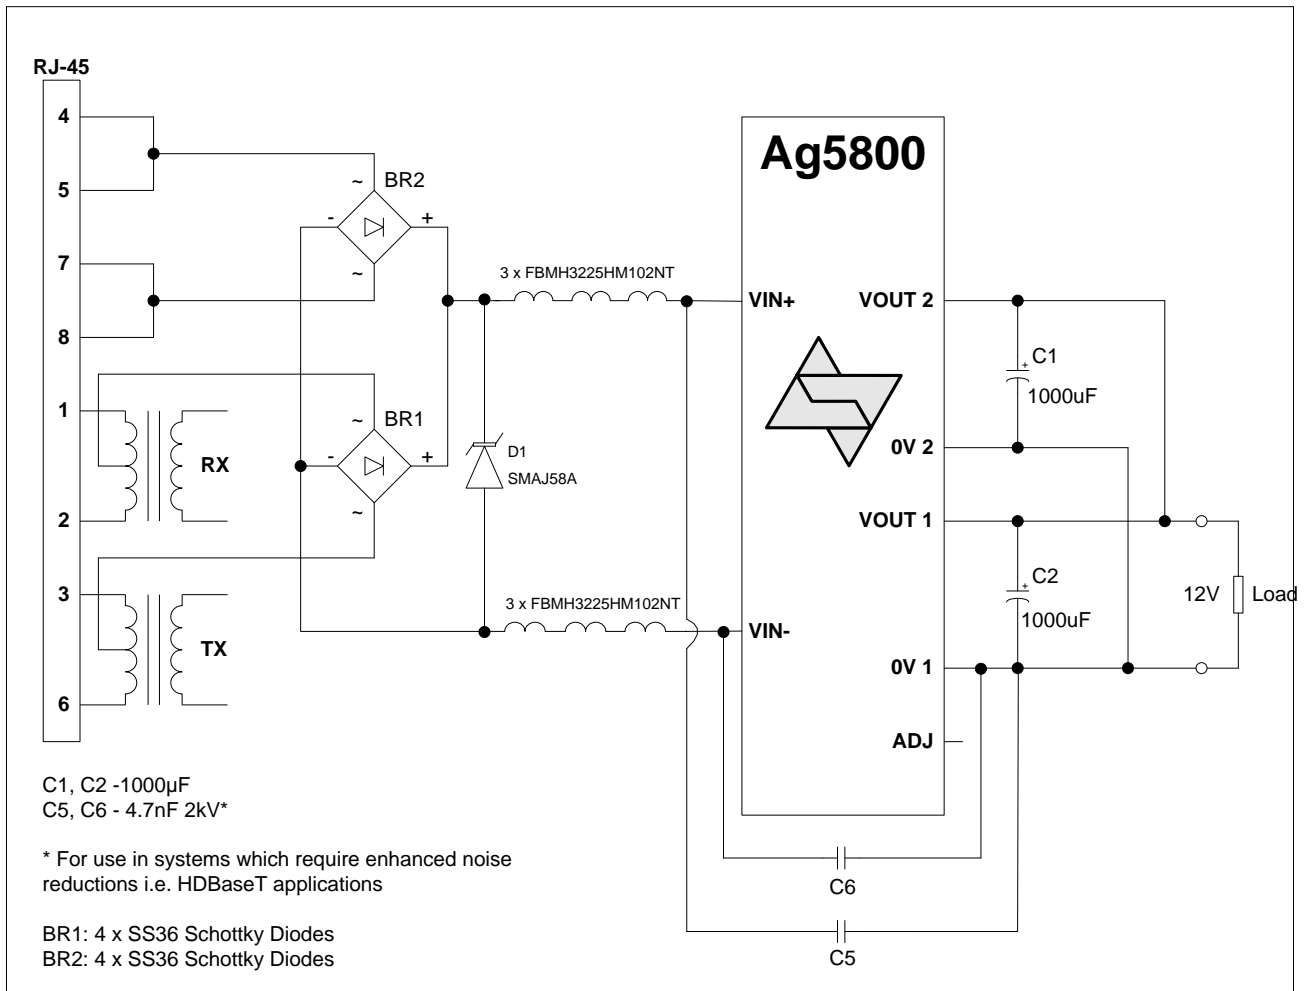 RJ-45
4
5
7
8
1
2
3
6
RX
TX
~
BR2
-
+
~
~
BR1
-
+
~
3 x FBMH3225HM102NT
D1
SMAJ58A
3 x FBMH3225HM102NT
Ag5800
VIN+
VIN-
VOUT 2
0V 2
VOUT 1
0V 1
ADJ
+
C1
1000uF
+
C2
1000uF
12V
Load
C6
C5
C1, C2 -1000µF
C5, C6 - 4.7nF 2kV*
* For use in systems which require enhanced noise
reductions i.e. HDBaseT applications
BR1: 4 x SS36 Schottky Diodes
BR2: 4 x SS36 Schottky Diodes